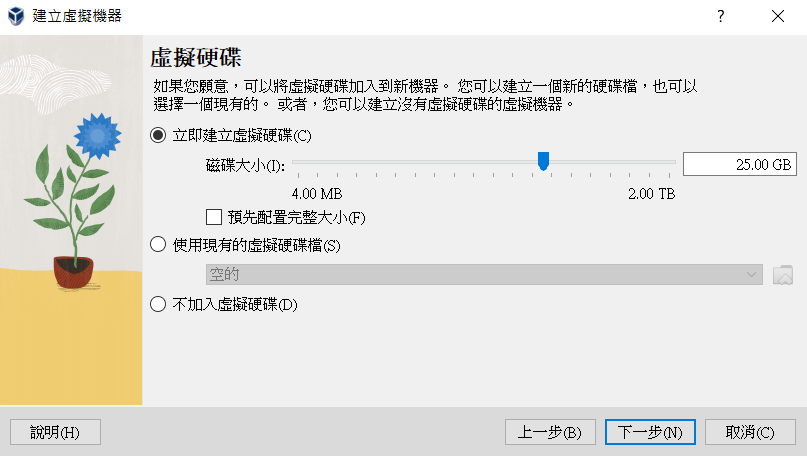 建立虛擬機器
?
虛擬硬碟
如果您願意，可以將虛擬硬碟加入到新機器。 您可以建立一個新的硬碟檔，也可以
選擇一個現有的。 或者，您可以建立沒有虛擬硬碟的虛擬機器。
立即建立虛擬硬碟(C)
磁碟大小(I):
25.00 GB
4.00 MB
2.00 TB
預先配置完整大小(F)
使用現有的虛擬硬碟檔(S)
空的
不加入虛擬硬碟(D)
說明(H)
上一步(B)
下一步(N)
取消(C)